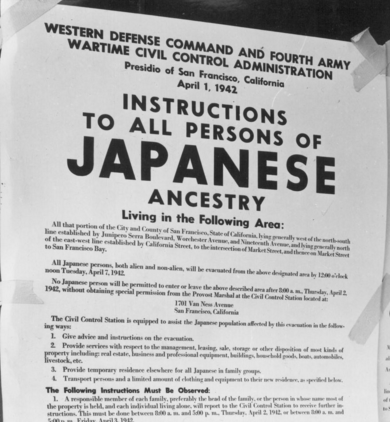 WESTERN DEFENSE COMMAND AND FOURTH ARMY
WARTIME CIVIL CONTROL ADMINISTRATION
Presidio of San Francisco, California
April 1, 1942
INSTRUCTIONS
TO ALL PERSONS OF
JAPANESE
ANCESTRY
Living in the Following Area:
All that portion of the City and County of San Francisco, State of California, lying generally west of the north-south
line established by Junipero Serra Boulevard, Worchester Avenue, and Nineteenth Avenue, and lying generally north
of the east-west line established by California Street, to the intersection of Market Street, and thence on Market Street
to San Francisco Bay.
All Japanese persons, both alien and non-alien, will be evacuated from the above designated area by 12:00 o'clock
noon Tuesday, April 7, 1942.
No Japanese person will be permitted to enter or leave the above described area after 8:00 a. m., Thursday, April 2,
1942, without obtaining special permission from the Provost Marshal at the Civil Control Station located at:
1701 Van Ness Avenue
San Francisco, California
The Civil Control Station is equipped to assist the Japanese population affected by this evacuation in the follow-
ing ways:
1. Give advice and instructions on the evacuation.
2. Provide services with respect to the management, leasing, sale, storage or other disposition of most kinds of
property including: real estate, business and professional equipment, buildings, household goods, boats, automobiles,
livestock, etc.
3. Provide temporary residence elsewhere for all Japanese in family groups.
4. Transport persons and a limited amount of clothing and equipment to their new residence, as specified below.
The Following Instructions Must Be Observed:
1. A responsible member of each family, preferably the head of the family, or the person in whose name most of
the property is held, and each individual living alone, will report to the Civil Control Station to receive further in-
structions. This must be done between 8:00 a. m. and 5:00 p. m., Thursday, April 2, 1942, or between 8:00 a. m. and
5:00 p. m., Friday, April 3, 1942.